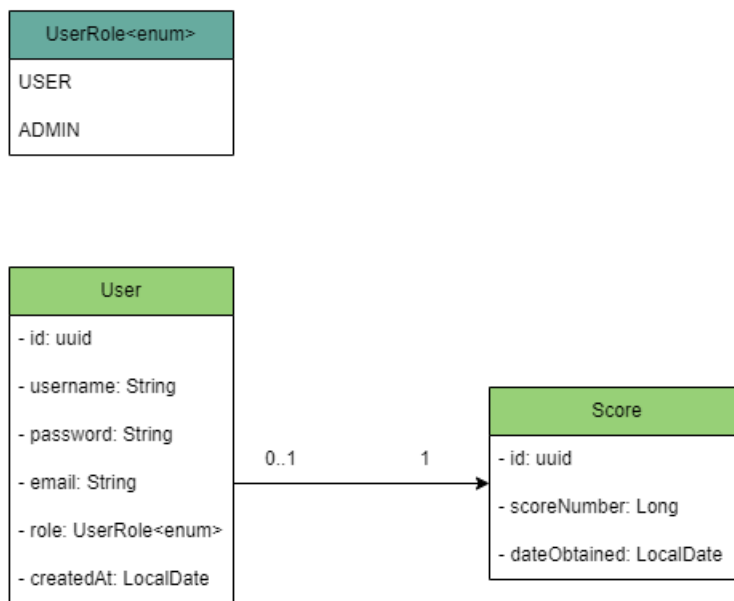 UserRole<enum>
USER
ADMIN
User
- id: uuid
- username: String
- password: String
- email: String
- role: UserRole<enum>
- createdAt: LocalDate
0..1
1
Score
- id: uuid
- scoreNumber: Long
- dateObtained: LocalDate